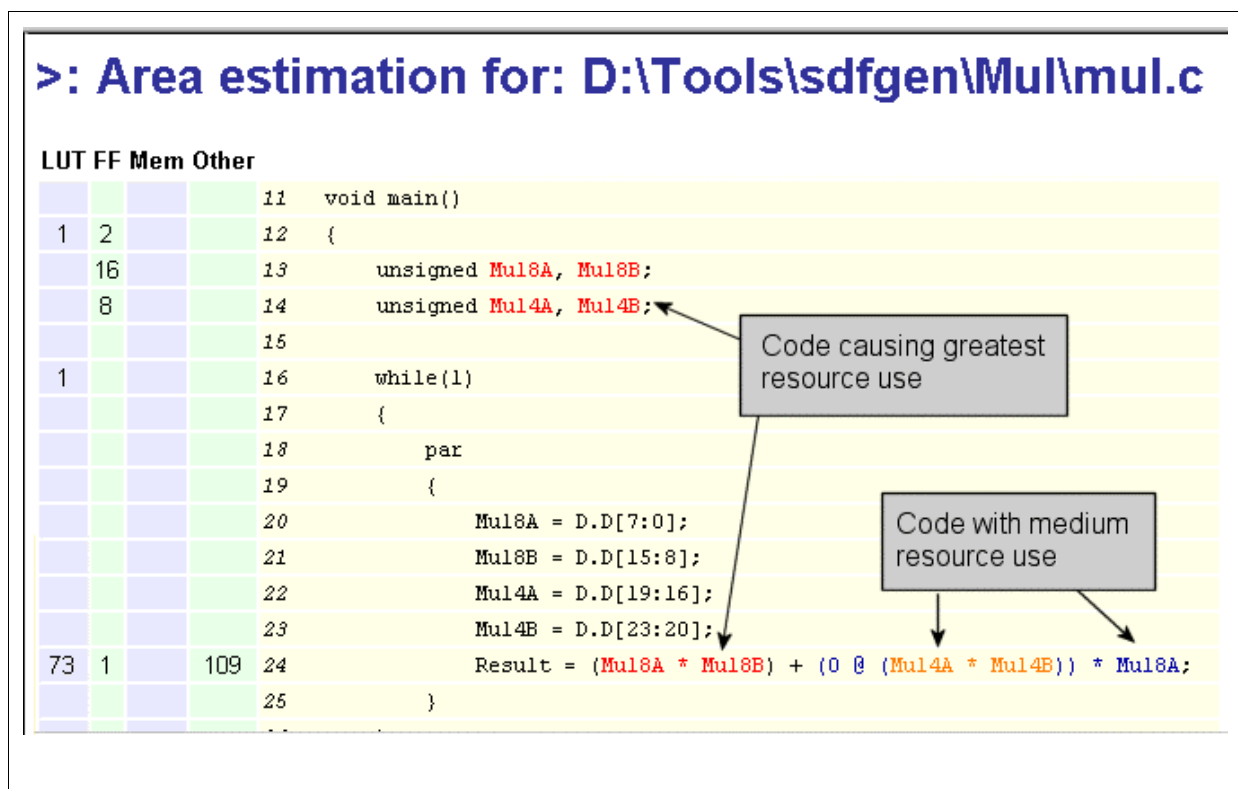 >: Area estimation for: D:\Tools\sdfgen\Mul\mul.c
LUT FF Mem Other
11 void main()
1 2 12 {
16 13 unsigned Mul8A, Mul8B;
8 14 unsigned Mul4A, Mul4B;
15
Code causing greatest
resource use
1 16 while(1)
17 {
18 par
19 {
20 Mul8A = D.D[7:0];
Code with medium
resource use
21 Mul8B = D.D[15:8];
22 Mul4A = D.D[19:16];
23 Mul4B = D.D[23:20];
73 1 109 24 Result = (Mul8A * Mul8B) + (0 @ (Mul4A * Mul4B)) * Mul8A;
25 }